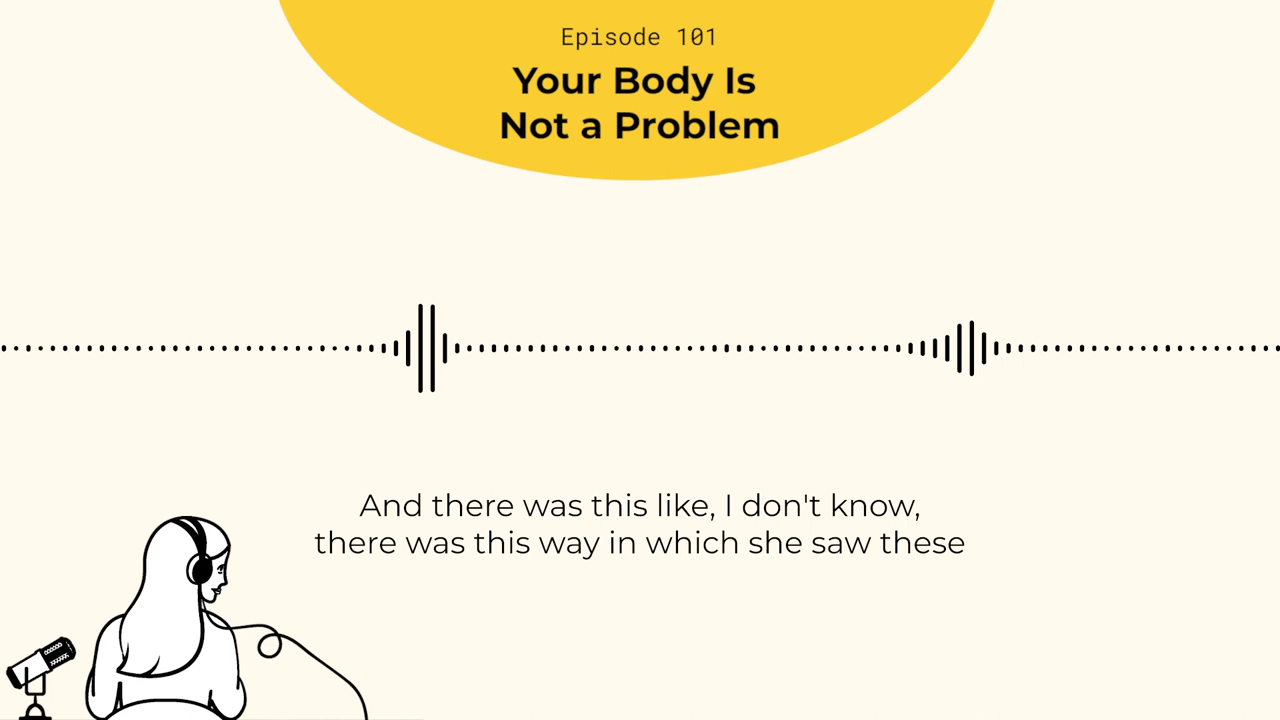 Episode 101
Your Body Is
Not a Problem
And there was this like, I don't know,
there was this way in which she saw these